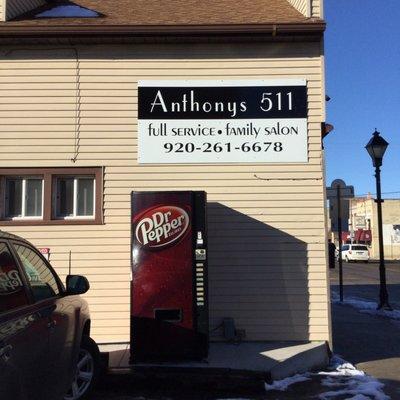 Anthonys 511
full SERVICE • family SALON
920-261-6678
DR
PEPPER